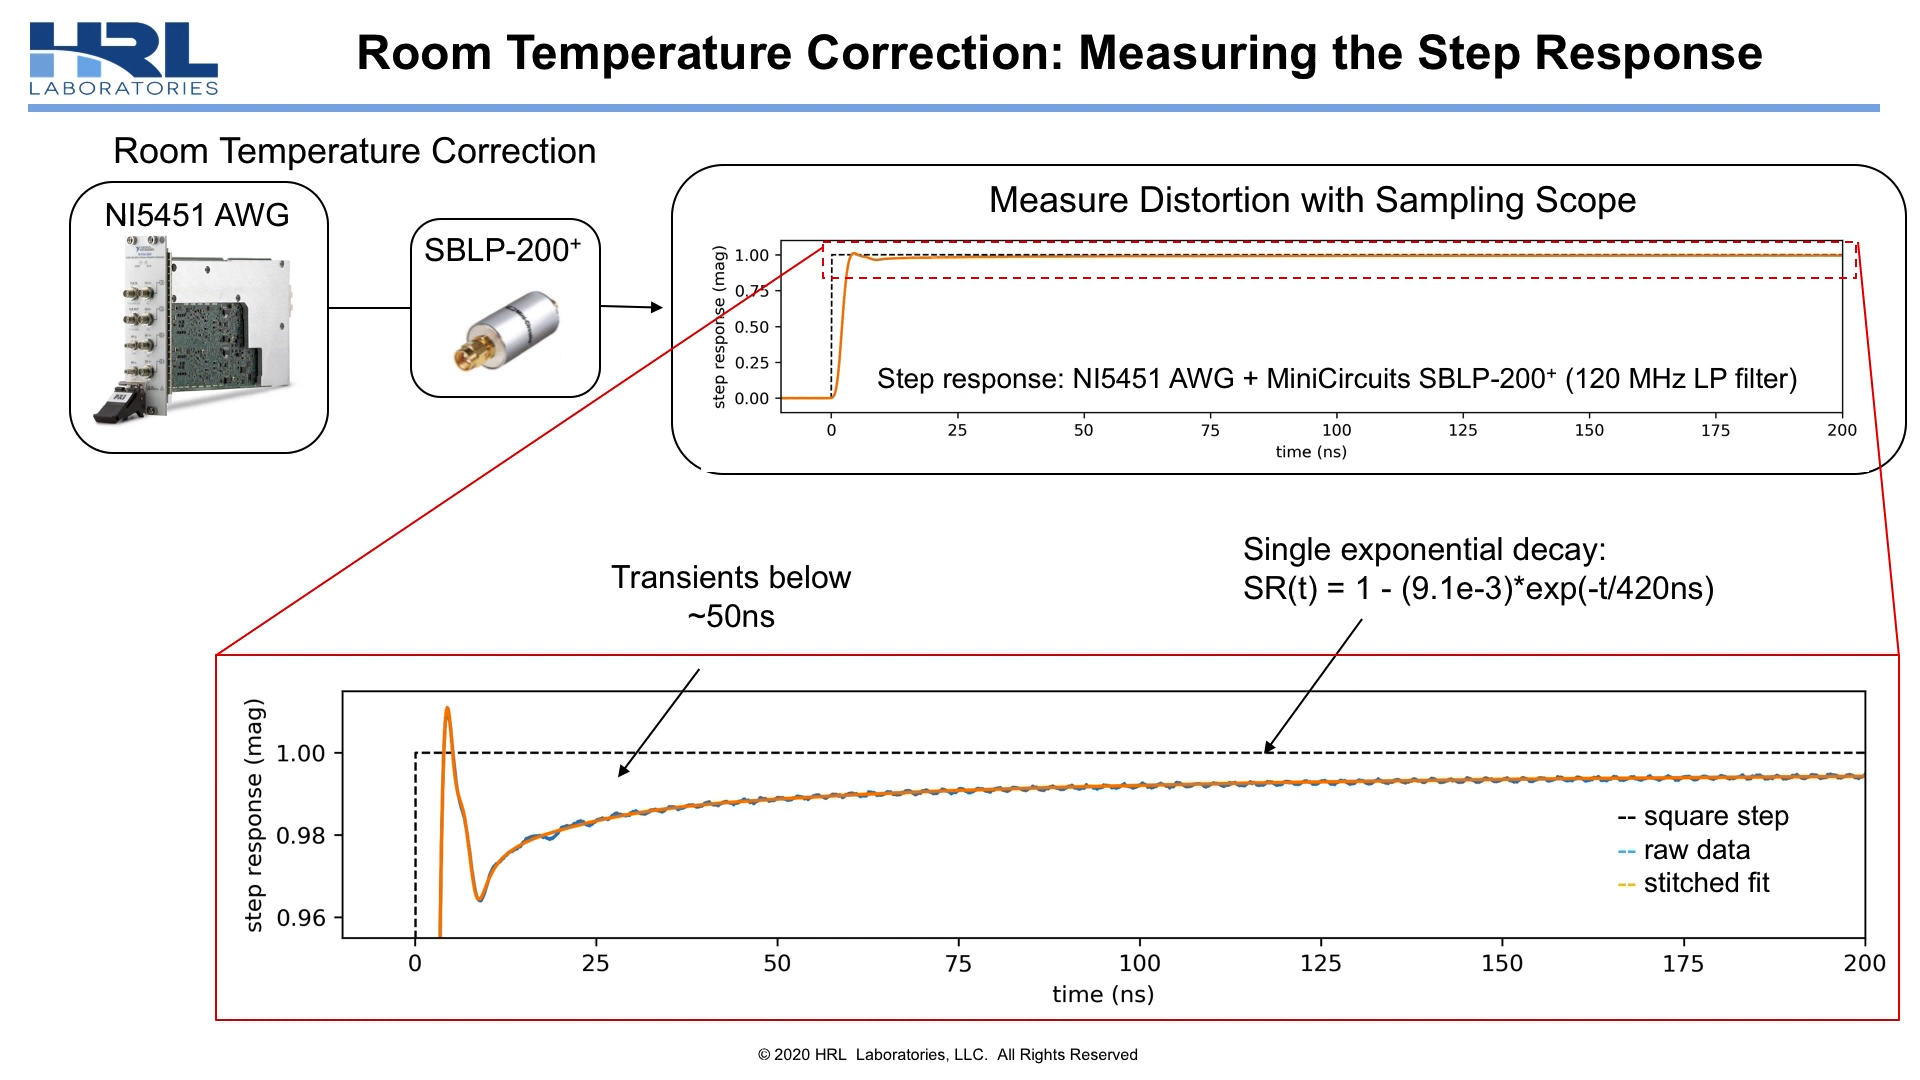 HRL
LABORATORIES
Room Temperature Correction: Measuring the Step Response
Room Temperature Correction
NI5451 AWG
SBLP-200+
Measure Distortion with Sampling Scope
step response (mag)
1.00
0.75
0.50
0.25
0.00
Step response: NI5451 AWG + MiniCircuits SBLP-200+ (120 MHz LP filter)
0 25 50 75 100 125 150 175 200
time (ns)
Transients below
~50ns
Single exponential decay:
SR(t) = 1 - (9.1e-3)*exp(-t/420ns)
step response (mag)
1.00
0.98
0.96
-- square step
-- raw data
-- stitched fit
0 25 50 75 100 125 150 175 200
time (ns)
© 2020 HRL Laboratories, LLC. All Rights Reserved